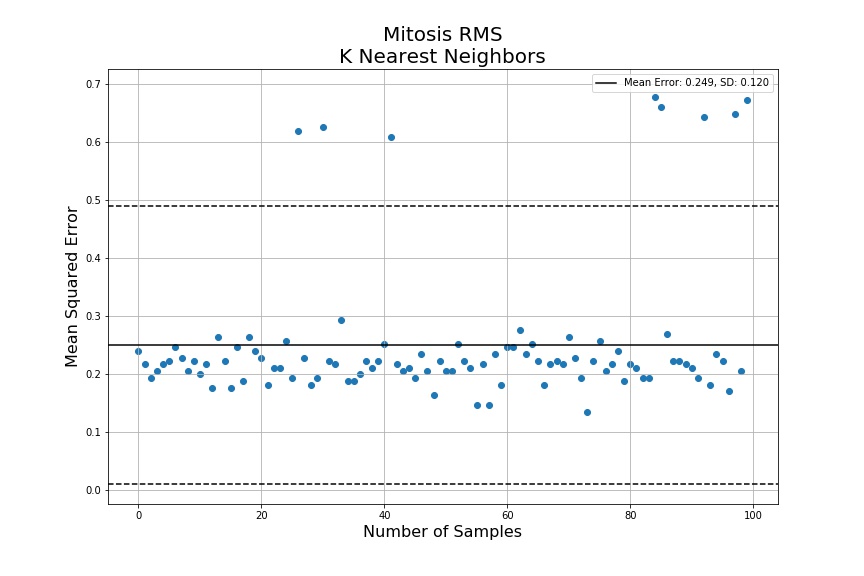 Mitosis RMS
K Nearest Neighbors
Mean Error: 0.249, SD: 0.120
Mean Squared Error
0.7
0.6
0.5
0.4
0.3
0.2
0.1
0.0
0 20 40 60 80 100
Number of Samples